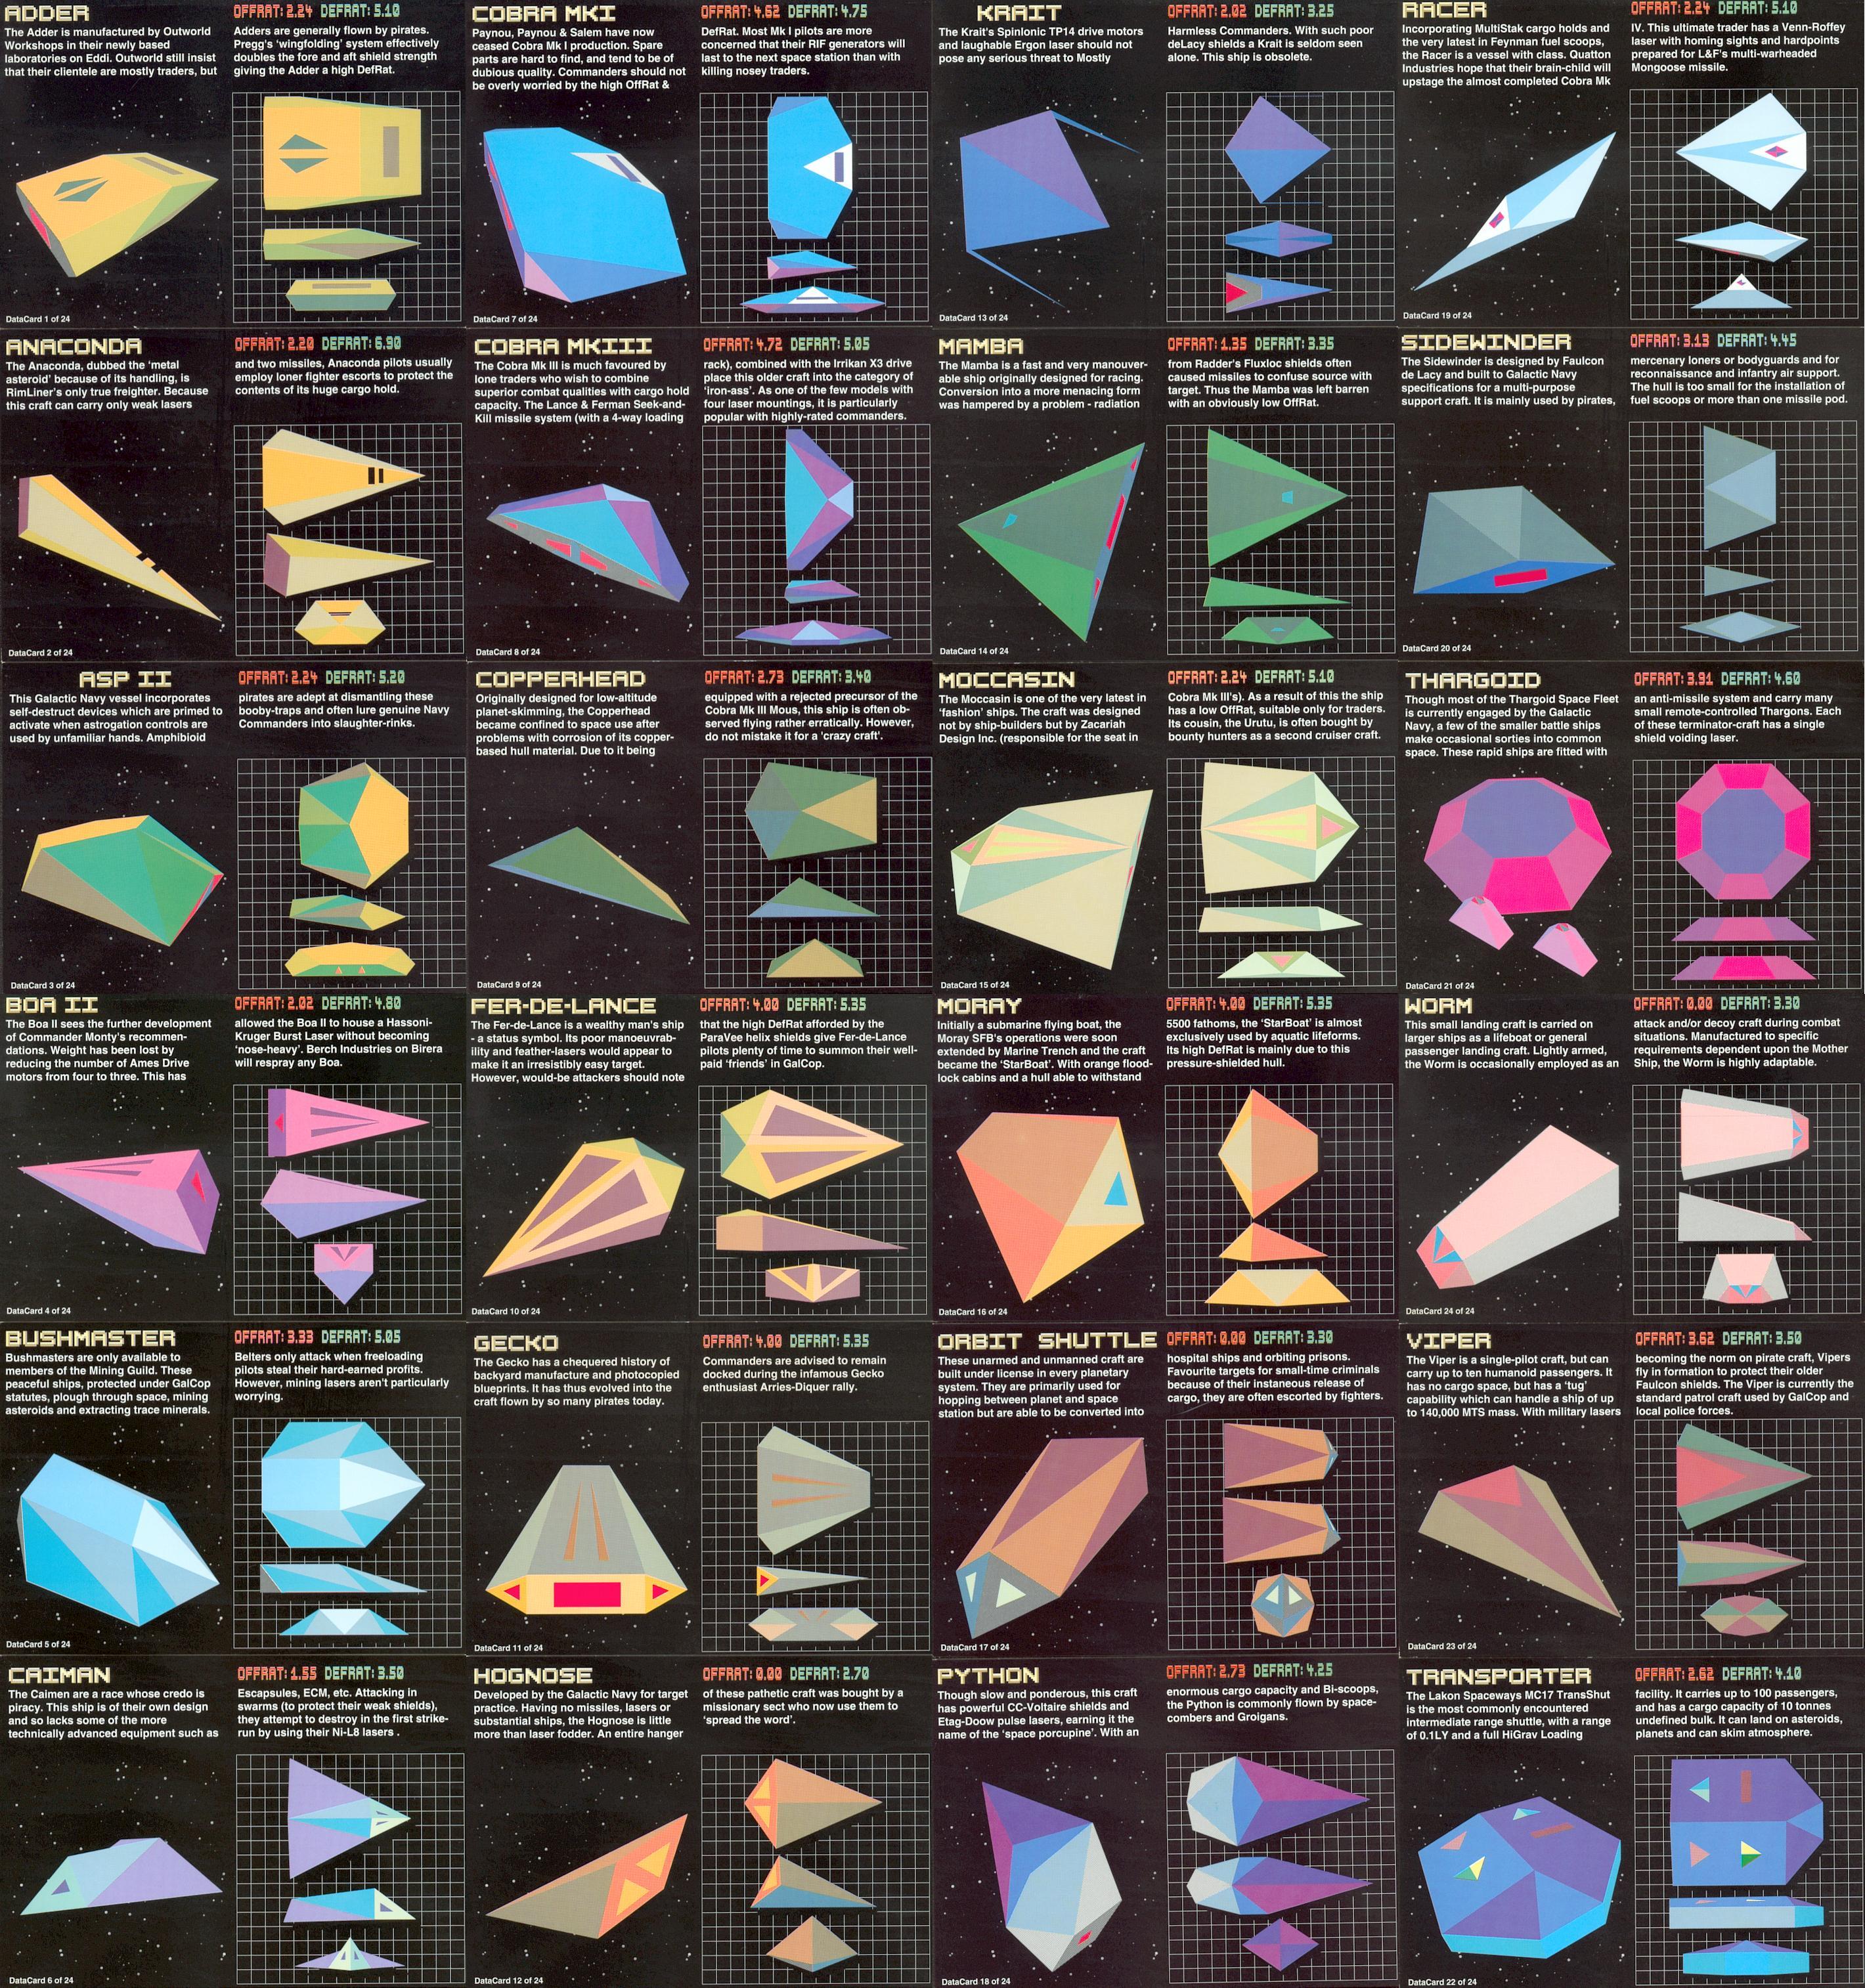 ADDER
OFFRAT: 2.24 DEFRAT: 5.10
The Adder is manufactured by Outworld
Workshops in their newly based
laboratories on Eddi. Outworld still insist
that their clientele are mostly traders, but
Adders are generally flown by pirates.
Pregg's 'wingfolding' system effectively
doubles the fore and aft shield strength
giving the Adder a high DefRat.
DataCard 1 of 24
COBRA MKI
OFFRAT: 4.62 DEFRAT: 4.75
Paynou, Paynou & Salem have now
ceased Cobra Mk I production. Spare
parts are hard to find, and tend to be of
dubious quality. Commanders should not
be overly worried by the high OffRat &
DefRat. Most Mk I pilots are more
concerned that their RIF generators will
last to the next space station than with
killing nosey traders.
DataCard 7 of 24
KRAIT
OFFRAT: 2.02 DEFRAT: 3.25
The Krait's Spinlonic TP14 drive motors
and laughable Ergon laser should not
pose any serious threat to Mostly
Harmless Commanders. With such poor
deLacy shields a Krait is seldom seen
alone. This ship is obsolete.
DataCard 13 of 24
RACER
OFFRAT: 2.24 DEFRAT: 5.10
Incorporating MultiStak cargo holds and
the very latest in Feynman fuel scoops,
the Racer is a vessel with class. Quatton
Industries hope that their brain-child will
upstage the almost completed Cobra Mk
IV. This ultimate trader has a Venn-Roffey
laser with homing sights and hardpoints
prepared for L&F's multi-warheaded
Mongoose missile.
DataCard 19 of 24
ANACONDA
OFFRAT: 2.20 DEFRAT: 6.90
The Anaconda, dubbed the 'metal
asteroid' because of its handling, is
RimLiner's only true freighter. Because
this craft can carry only weak lasers
and two missiles, Anaconda pilots usually
employ loner fighter escorts to protect the
contents of its huge cargo hold.
DataCard 2 of 24
COBRA MKIII
OFFRAT: 4.72 DEFRAT: 5.05
The Cobra Mk III is much favoured by
lone traders who wish to combine
superior combat qualities with cargo hold
capacity. The Lance & Ferman Seek-and-
Kill missile system (with a 4-way loading
rack), combined with the Irrikan X3 drive
place this older craft into the category of
'iron-ass'. As one of the few models with
four laser mountings, it is particularly
popular with highly-rated commanders.
DataCard 8 of 24
MAMBA
OFFRAT: 1.35 DEFRAT: 3.35
The Mamba is a fast and very manouver-
able ship originally designed for racing.
Conversion into a more menacing form
was hampered by a problem - radiation
from Radder's Fluxloc shields often
caused missiles to confuse source with
target. Thus the Mamba was left barren
with an obviously low OffRat.
DataCard 14 of 24
SIDEWINDER
OFFRAT: 3.13 DEFRAT: 4.45
The Sidewinder is designed by Faulcon
de Lacy and built to Galactic Navy
specifications for a multi-purpose
support craft. It is mainly used by pirates,
mercenary loners or bodyguards and for
reconnaissance and infantry air support.
The hull is too small for the installation of
fuel scoops or more than one missile pod.
DataCard 20 of 24
ASP II
OFFRAT: 2.24 DEFRAT: 5.20
This Galactic Navy vessel incorporates
self-destruct devices which are primed to
activate when astrogation controls are
used by unfamiliar hands. Amphibioid
pirates are adept at dismantling these
booby-traps and often lure genuine Navy
Commanders into slaughter-rinks.
DataCard 3 of 24
COPPERHEAD
OFFRAT: 2.73 DEFRAT: 3.40
Originally designed for low-altitude
planet-skimming, the Copperhead
became confined to space use after
problems with corrosion of its copper-
based hull material. Due to it being
equipped with a rejected precursor of the
Cobra Mk III Mous, this ship is often ob-
served flying rather erratically. However,
do not mistake it for a 'crazy craft'.
DataCard 9 of 24
MOCCASIN
OFFRAT: 2.24 DEFRAT: 5.10
The Moccasin is one of the very latest in
'fashion' ships. The craft was designed
not by ship-builders but by Zacariah
Design Inc. (responsible for the seat in
Cobra Mk III's). As a result of this the ship
has a low OffRat, suitable only for traders.
Its cousin, the Urutu, is often bought by
bounty hunters as a second cruiser craft.
DataCard 15 of 24
THARGOID
OFFRAT: 3.91 DEFRAT: 4.60
Though most of the Thargoid Space Fleet
is currently engaged by the Galactic
Navy, a few of the smaller battle ships
make occasional sorties into common
space. These rapid ships are fitted with
an anti-missile system and carry many
small remote-controlled Thargons. Each
of these terminator-craft has a single
shield voiding laser.
DataCard 21 of 24
BOA II
OFFRAT: 2.02 DEFRAT: 4.80
The Boa II sees the further development
of Commander Monty's recommen-
dations. Weight has been lost by
reducing the number of Ames Drive
motors from four to three. This has
allowed the Boa II to house a Hassoni-
Kruger Burst Laser without becoming
'nose-heavy'. Berch Industries on Birera
will respray any Boa.
DataCard 4 of 24
FER-DE-LANCE
OFFRAT: 4.00 DEFRAT: 5.35
The Fer-de-Lance is a wealthy man's ship
- a status symbol. Its poor manoeuvrab-
ility and feather-lasers would appear to
make it an irresistibly easy target.
However, would-be attackers should note
that the high DefRat afforded by the
ParaVee helix shields give Fer-de-Lance
pilots plenty of time to summon their well-
paid 'friends' in GalCop.
DataCard 10 of 24
MORAY
OFFRAT: 4.00 DEFRAT: 5.35
Initially a submarine flying boat, the
Moray SFB's operations were soon
extended by Marine Trench and the craft
became the 'StarBoat'. With orange flood-
lock cabins and a hull able to withstand
5500 fathoms, the 'StarBoat' is almost
exclusively used by aquatic lifeforms.
Its high DefRat is mainly due to this
pressure-shielded hull.
DataCard 16 of 24
WORM
OFFRAT: 0.00 DEFRAT: 3.30
This small landing craft is carried on
larger ships as a lifeboat or general
passenger landing craft. Lightly armed,
the Worm is occasionally employed as an
attack and/or decoy craft during combat
situations. Manufactured to specific
requirements dependent upon the Mother
Ship, the Worm is highly adaptable.
DataCard 24 of 24
BUSHMASTER
OFFRAT: 3.33 DEFRAT: 5.05
Bushmasters are only available to
members of the Mining Guild. These
peaceful ships, protected under GalCop
statutes, plough through space, mining
asteroids and extracting trace minerals.
Belters only attack when freeloading
pilots steal their hard-earned profits.
However, mining lasers aren't particularly
worrying.
DataCard 5 of 24
GECKO
OFFRAT: 4.00 DEFRAT: 5.35
The Gecko has a chequered history of
backyard manufacture and photocopied
blueprints. It has thus evolved into the
craft flown by so many pirates today.
Commanders are advised to remain
docked during the infamous Gecko
enthusiast Arries-Diquer rally.
DataCard 11 of 24
ORBIT SHUTTLE
OFFRAT: 0.00 DEFRAT: 3.30
These unarmed and unmanned craft are
built under license in every planetary
system. They are primarily used for
hopping between planet and space
station but are able to be converted into
hospital ships and orbiting prisons.
Favourite targets for small-time criminals
because of their instaneous release of
cargo, they are often escorted by fighters.
DataCard 17 of 24
VIPER
OFFRAT: 3.62 DEFRAT: 3.50
The Viper is a single-pilot craft, but can
carry up to ten humanoid passengers. It
has no cargo space, but has a 'tug'
capability which can handle a ship of up
to 140,000 MTS mass. With military lasers
becoming the norm on pirate craft, Vipers
fly in formation to protect their older
Faulcon shields. The Viper is currently the
standard patrol craft used by GalCop and
local police forces.
DataCard 23 of 24
CAIMAN
OFFRAT: 1.55 DEFRAT: 3.50
The Caimen are a race whose credo is
piracy. This ship is of their own design
and so lacks some of the more
technically advanced equipment such as
Escapsules, ECM, etc. Attacking in
swarms (to protect their weak shields),
they attempt to destroy in the first strike-
run by using their Ni-L8 lasers .
DataCard 6 of 24
HOGNOSE
OFFRAT: 0.00 DEFRAT: 2.70
Developed by the Galactic Navy for target
practice. Having no missiles, lasers or
substantial ships, the Hognose is little
more than laser fodder. An entire hanger
of these pathetic craft was bought by a
missionary sect who now use them to
'spread the word'.
DataCard 12 of 24
PYTHON
OFFRAT: 2.73 DEFRAT: 4.25
Though slow and ponderous, this craft
has powerful CC-Voltaire shields and
Etag-Doow pulse lasers, earning it the
name of the 'space porcupine'. With an
enormous cargo capacity and Bi-scoops,
the Python is commonly flown by space-
combers and Groigans.
DataCard 18 of 24
TRANSPORTER
OFFRAT: 2.62 DEFRAT: 4.10
The Lakon Spaceways MC17 TransShut
is the most commonly encountered
intermediate range shuttle, with a range
of 0.1LY and a full HiGrav Loading
facility. It carries up to 100 passengers,
and has a cargo capacity of 10 tonnes
undefined bulk. It can land on asteroids,
planets and can skim atmosphere.
DataCard 22 of 24